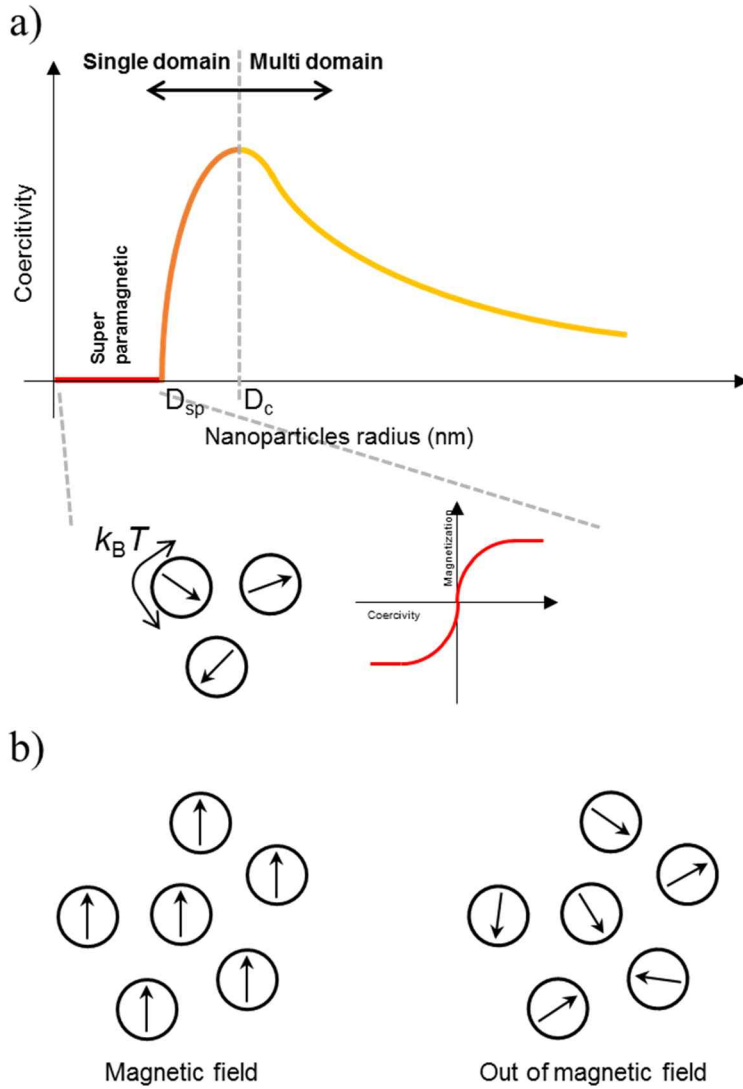 a)
Single domain
Multi domain
Coercitivity
Super
paramagnetic
Dsp
Dc
Nanoparticles radius (nm)
kBT
Magnetization
Coercivity
b)
Magnetic field
Out of magnetic field